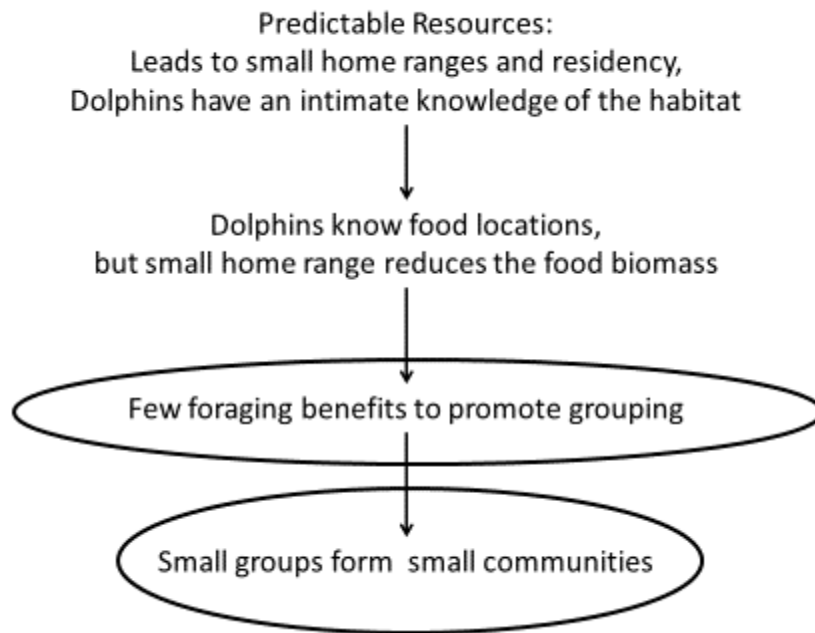 Predictable Resources:
Leads to small home ranges and residency,
Dolphins have an intimate knowledge of the habitat
Dolphins know food locations,
but small home range reduces the food biomass
Few foraging benefits to promote grouping
Small groups form  small communities